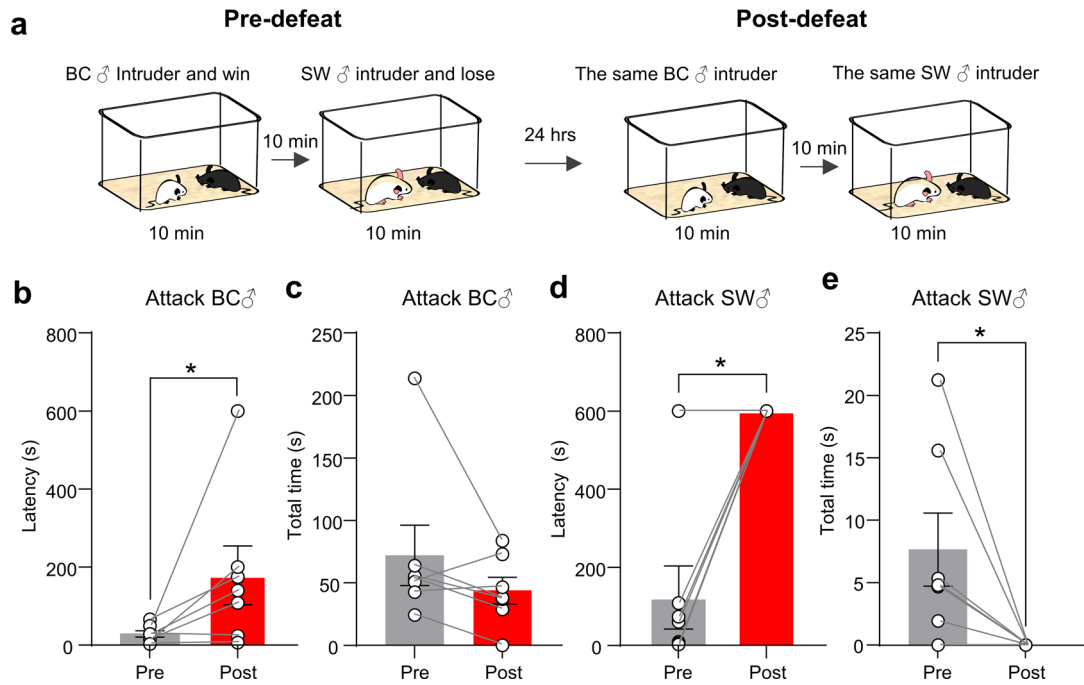 a
Pre-defeat
Post-defeat
BC ♂ Intruder and win
SW ♂ intruder and lose
The same BC ♂ intruder
The same SW ♂ intruder
10 min
24 hrs
10 min
10 min
10 min
10 min
10 min
b
Attack BC♂
Latency (s)
800
600
400
200
0
*
Pre
Post
c
Attack BC♂
Total time (s)
250
200
150
100
50
0
Pre
Post
d
Attack SW♂
Latency (s)
800
600
400
200
0
*
Pre
Post
e
Attack SW♂
Total time (s)
25
20
15
10
5
0
*
Pre
Post